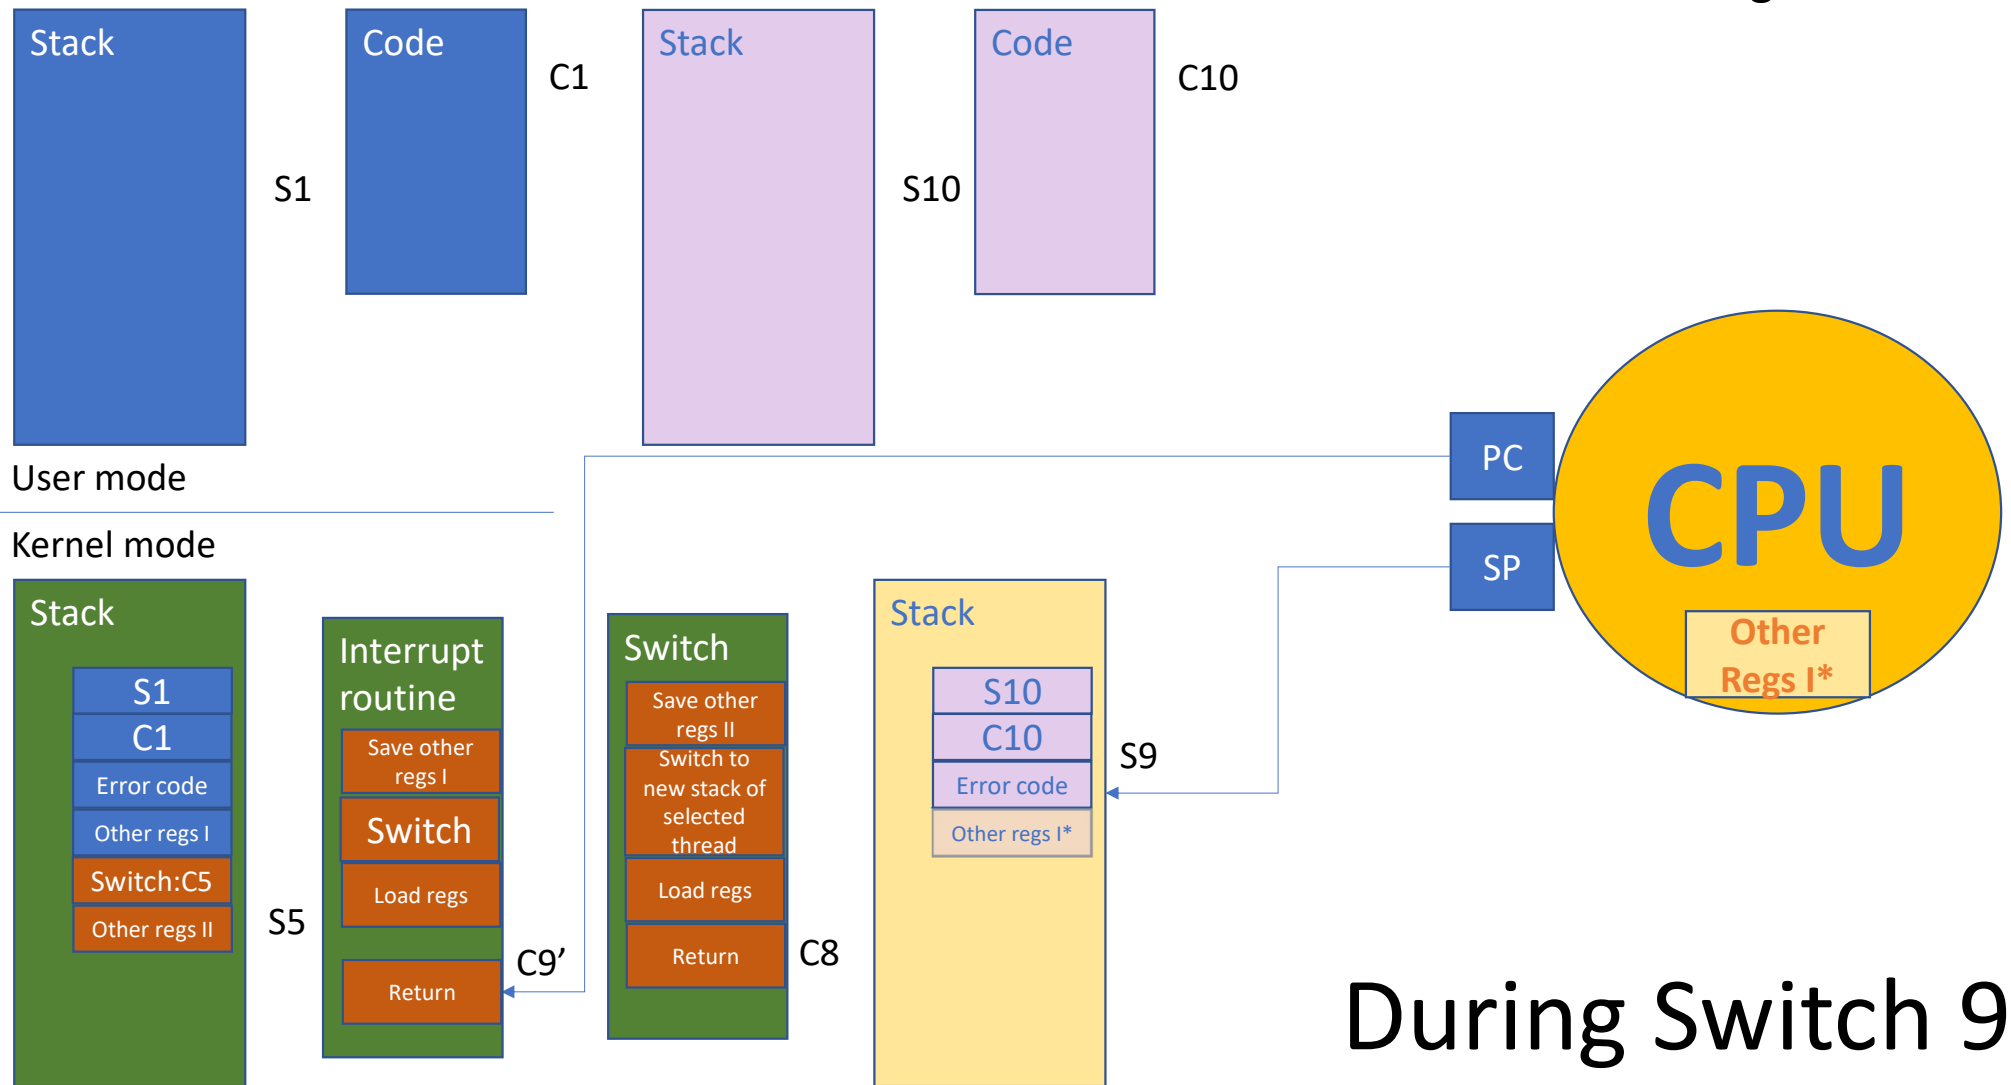 Stack
Code
C1
S1
Stack
Code
C10
S10
User mode
Kernel mode
Stack
S1
C1
Error code
Other regs I
Switch:C5
Other regs II
S5
Interrupt
routine
Save other
regs I
Switch
Load regs
Return
C9’
Switch
Save other
regs II
Switch to
new stack of
selected
thread
Load regs
Return
C8
Stack
S10
C10
Error code
Other regs I*
S9
PC
SP
CPU
Other
Regs I*
During Switch 9